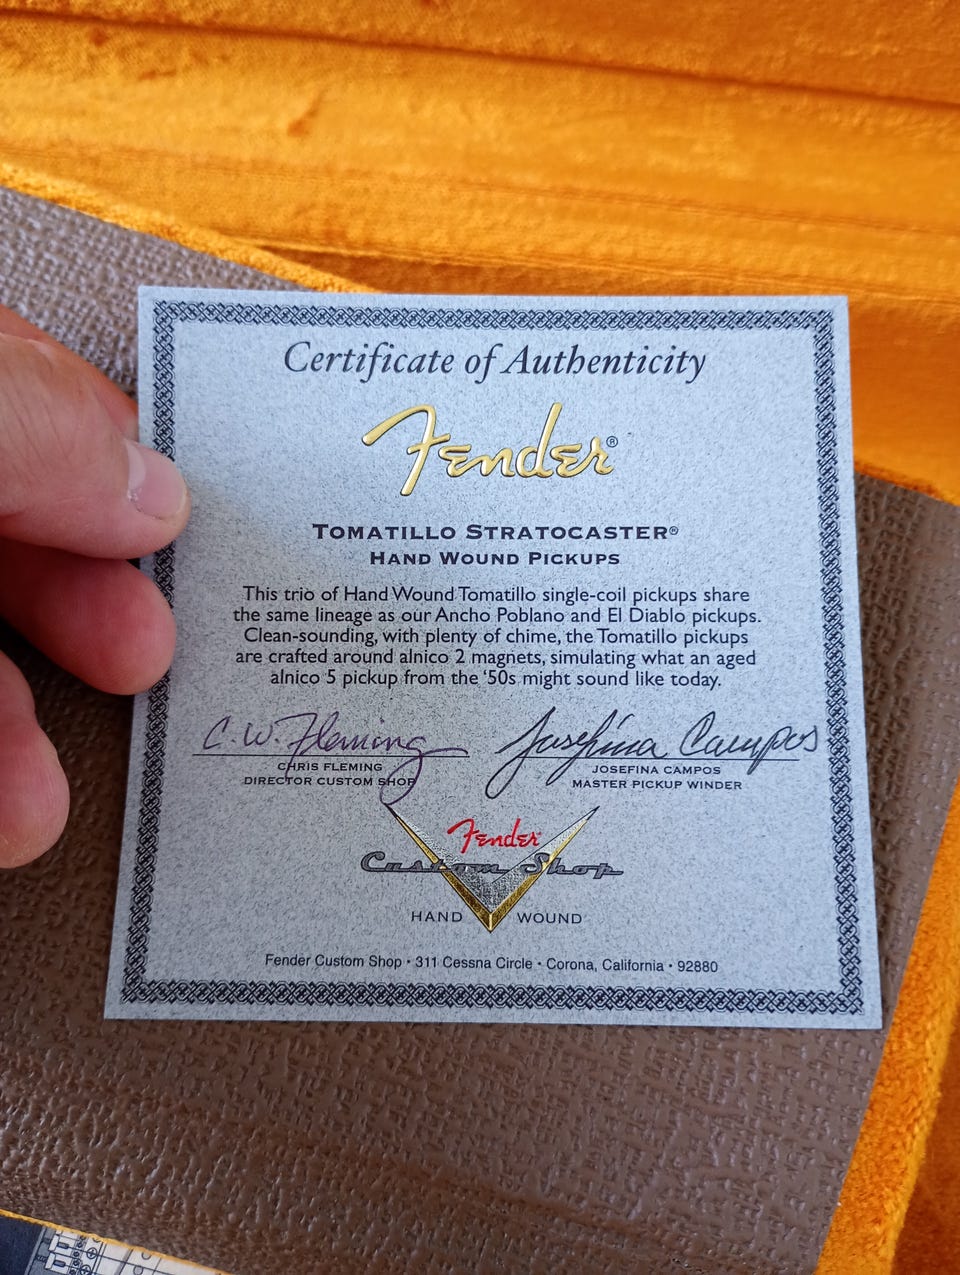 Certificate of Authenticity
Fender®
TOMATILLO STRATOCASTER®
HAND WOUND PICKUPS
This trio of Hand Wound Tomatillo single-coil pickups share
the same lineage as our Ancho Poblano and El Diablo pickups.
Clean-sounding, with plenty of chime, the Tomatillo pickups
are crafted around alnico 2 magnets, simulating what an aged
alnico 5 pickup from the ‘50s might sound like today.
C. W. Fleming Josefina Campos
CHRIS FLEMING JOSEFINA CAMPOS
DIRECTOR CUSTOM SHOP MASTER PICKUP WINDER
Fender®
Custom Shop
HAND WOUND
Fender Custom Shop • 311 Cessna Circle • Corona, California • 92880